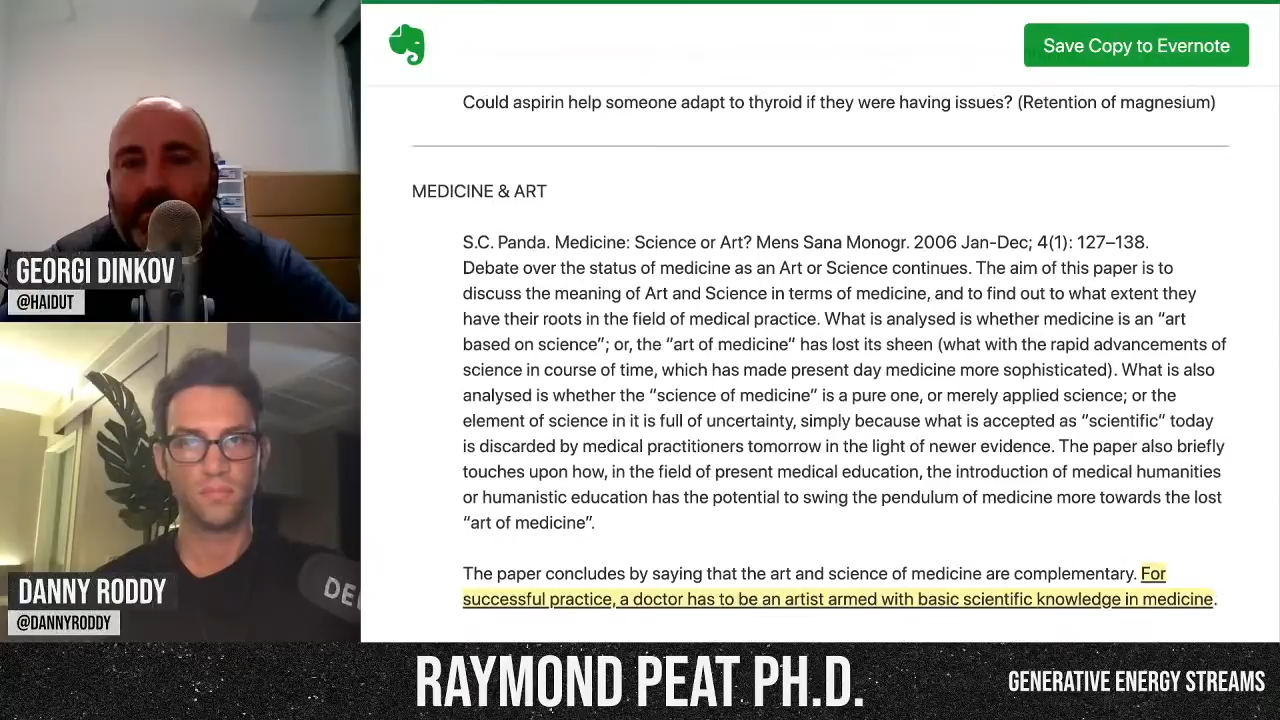 Save Copy to Evernote
Could aspirin help someone adapt to thyroid if they were having issues? (Retention of magnesium)
MEDICINE & ART
S.C. Panda. Medicine: Science or Art? Mens Sana Monogr. 2006 Jan-Dec; 4(1): 127–138.
Debate over the status of medicine as an Art or Science continues. The aim of this paper is to
discuss the meaning of Art and Science in terms of medicine, and to find out to what extent they
have their roots in the field of medical practice. What is analysed is whether medicine is an “art
based on science”; or, the “art of medicine” has lost its sheen (what with the rapid advancements of
science in course of time, which has made present day medicine more sophisticated). What is also
analysed is whether the “science of medicine” is a pure one, or merely applied science; or the
element of science in it is full of uncertainty, simply because what is accepted as “scientific” today
is discarded by medical practitioners tomorrow in the light of newer evidence. The paper also briefly
touches upon how, in the field of present medical education, the introduction of medical humanities
or humanistic education has the potential to swing the pendulum of medicine more towards the lost
“art of medicine”.
The paper concludes by saying that the art and science of medicine are complementary. For
successful practice, a doctor has to be an artist armed with basic scientific knowledge in medicine.
GEORGI DINKOV
@HAIDUT
DANNY RODDY
@DANNYRODDY
RAYMOND PEAT PH.D.
GENERATIVE ENERGY STREAMS